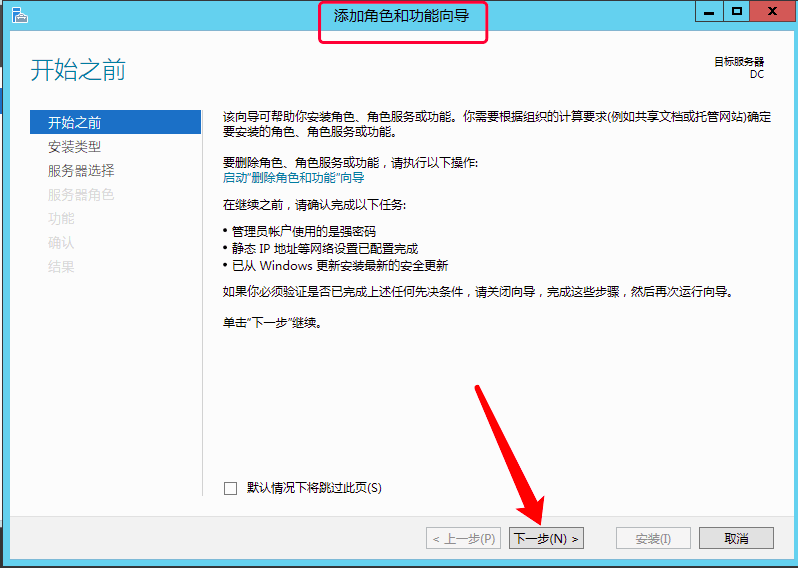 添加角色和功能向导
开始之前
目标服务器
DC
开始之前
安装类型
服务器选择
服务器角色
功能
确认
结果
该向导可帮助你安装角色、角色服务或功能。你需要根据组织的计算要求(例如共享文档或托管网站)确定
要安装的角色、角色服务或功能。
要删除角色、角色服务或功能，请执行以下操作:
启动"删除角色和功能"向导
在继续之前，请确认完成以下任务:
• 管理员帐户使用的是强密码
• 静态 IP 地址等网络设置已配置完成
• 已从 Windows 更新安装最新的安全更新
如果你必须验证是否已完成上述任何先决条件，请关闭向导，完成这些步骤，然后再次运行向导。
单击"下一步"继续。
默认情况下将跳过此页(S)
< 上一步(P)
下一步(N) >
安装(I)
取消